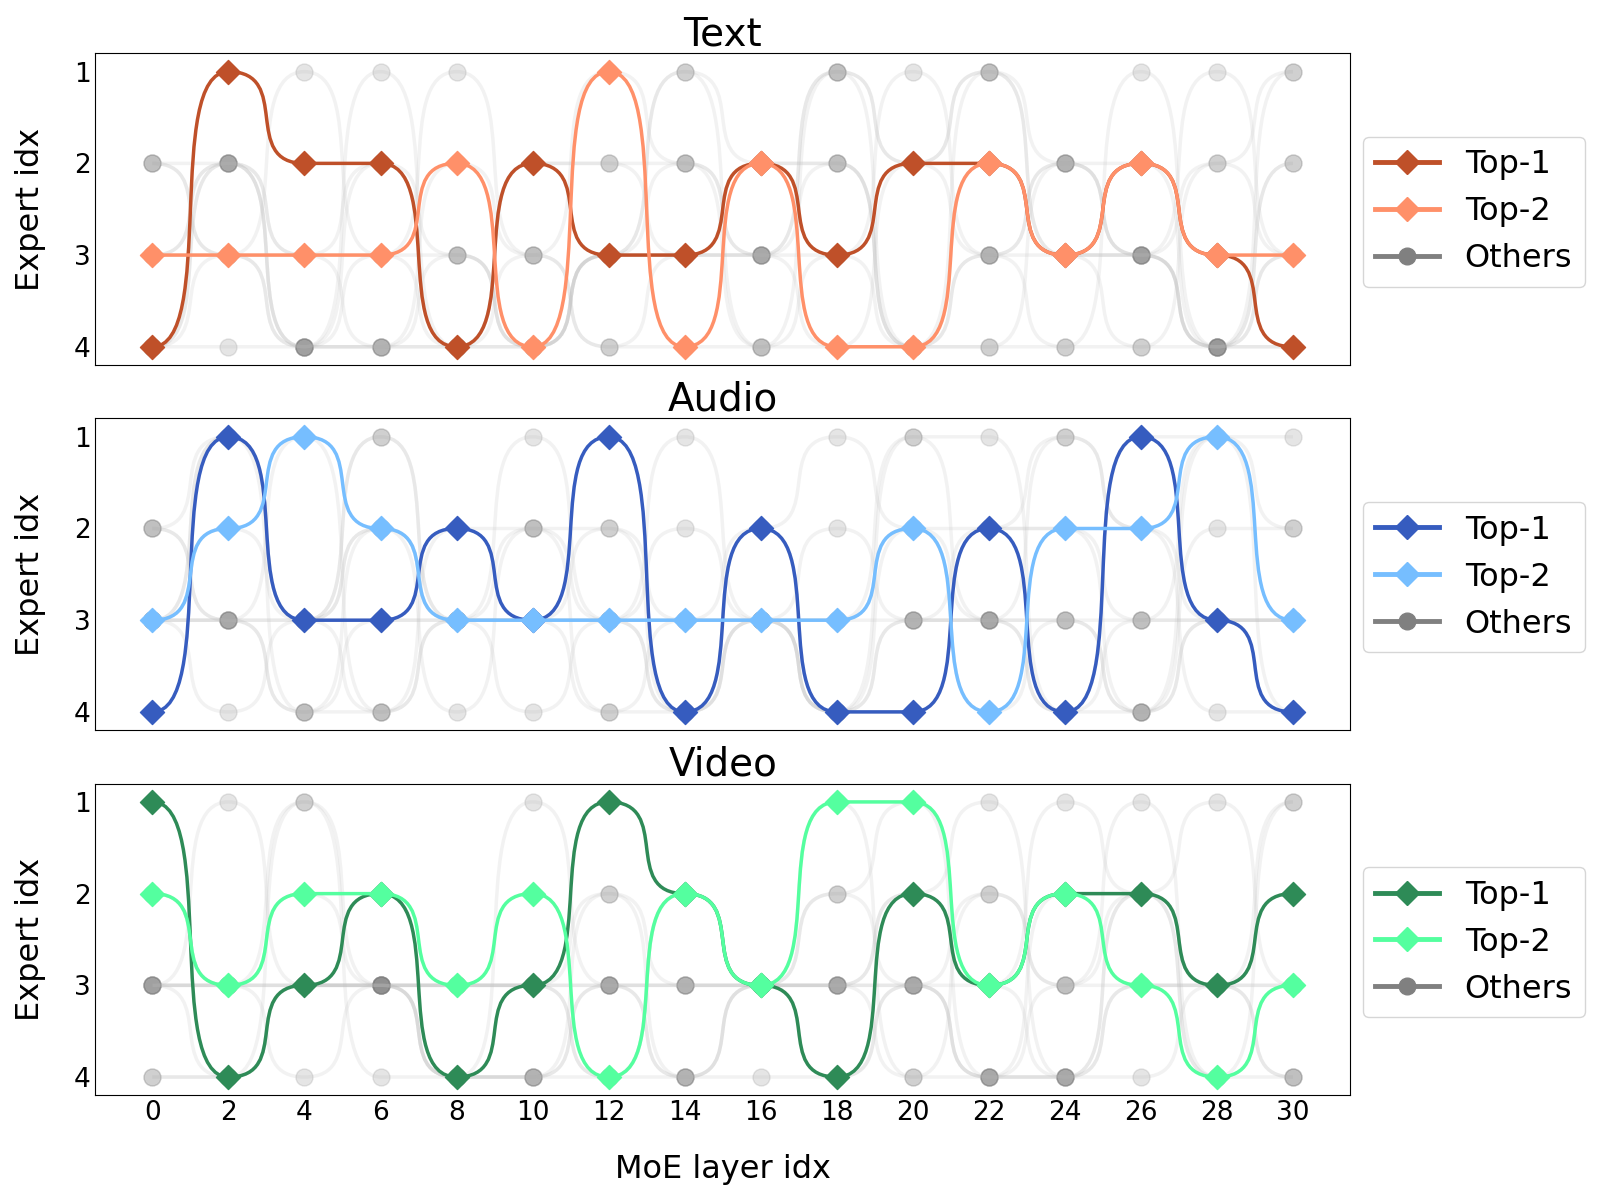 Text
Expert idx
1
2
3
4
Top-1
Top-2
Others
Audio
Expert idx
1
2
3
4
Top-1
Top-2
Others
Video
Expert idx
1
2
3
4
Top-1
Top-2
Others
0 2 4 6 8 10 12 14 16 18 20 22 24 26 28 30
MoE layer idx